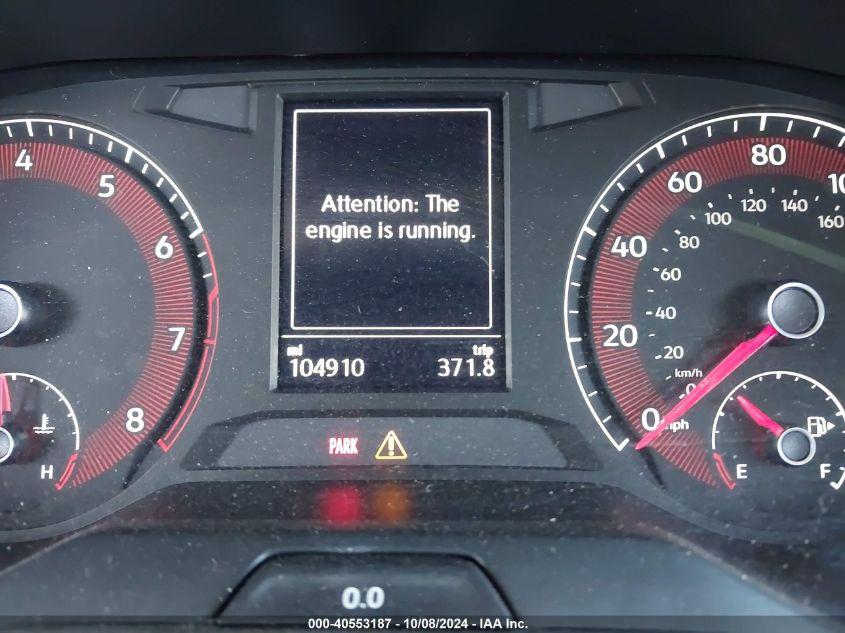 4
5
6
7
8
H
Attention: The
engine is running.
mi trip
104910 371.8
PARK
0.0
0 20 40 60 80
0 20 40 60 80 100 120 140 160
km/h
mph
E F
000-40553187 - 10/08/2024 - IAA Inc.